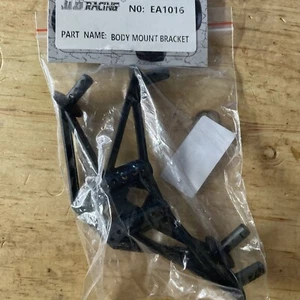 JLB RACING NO: EA1016
PART NAME: BODY MOUNT BRACKET